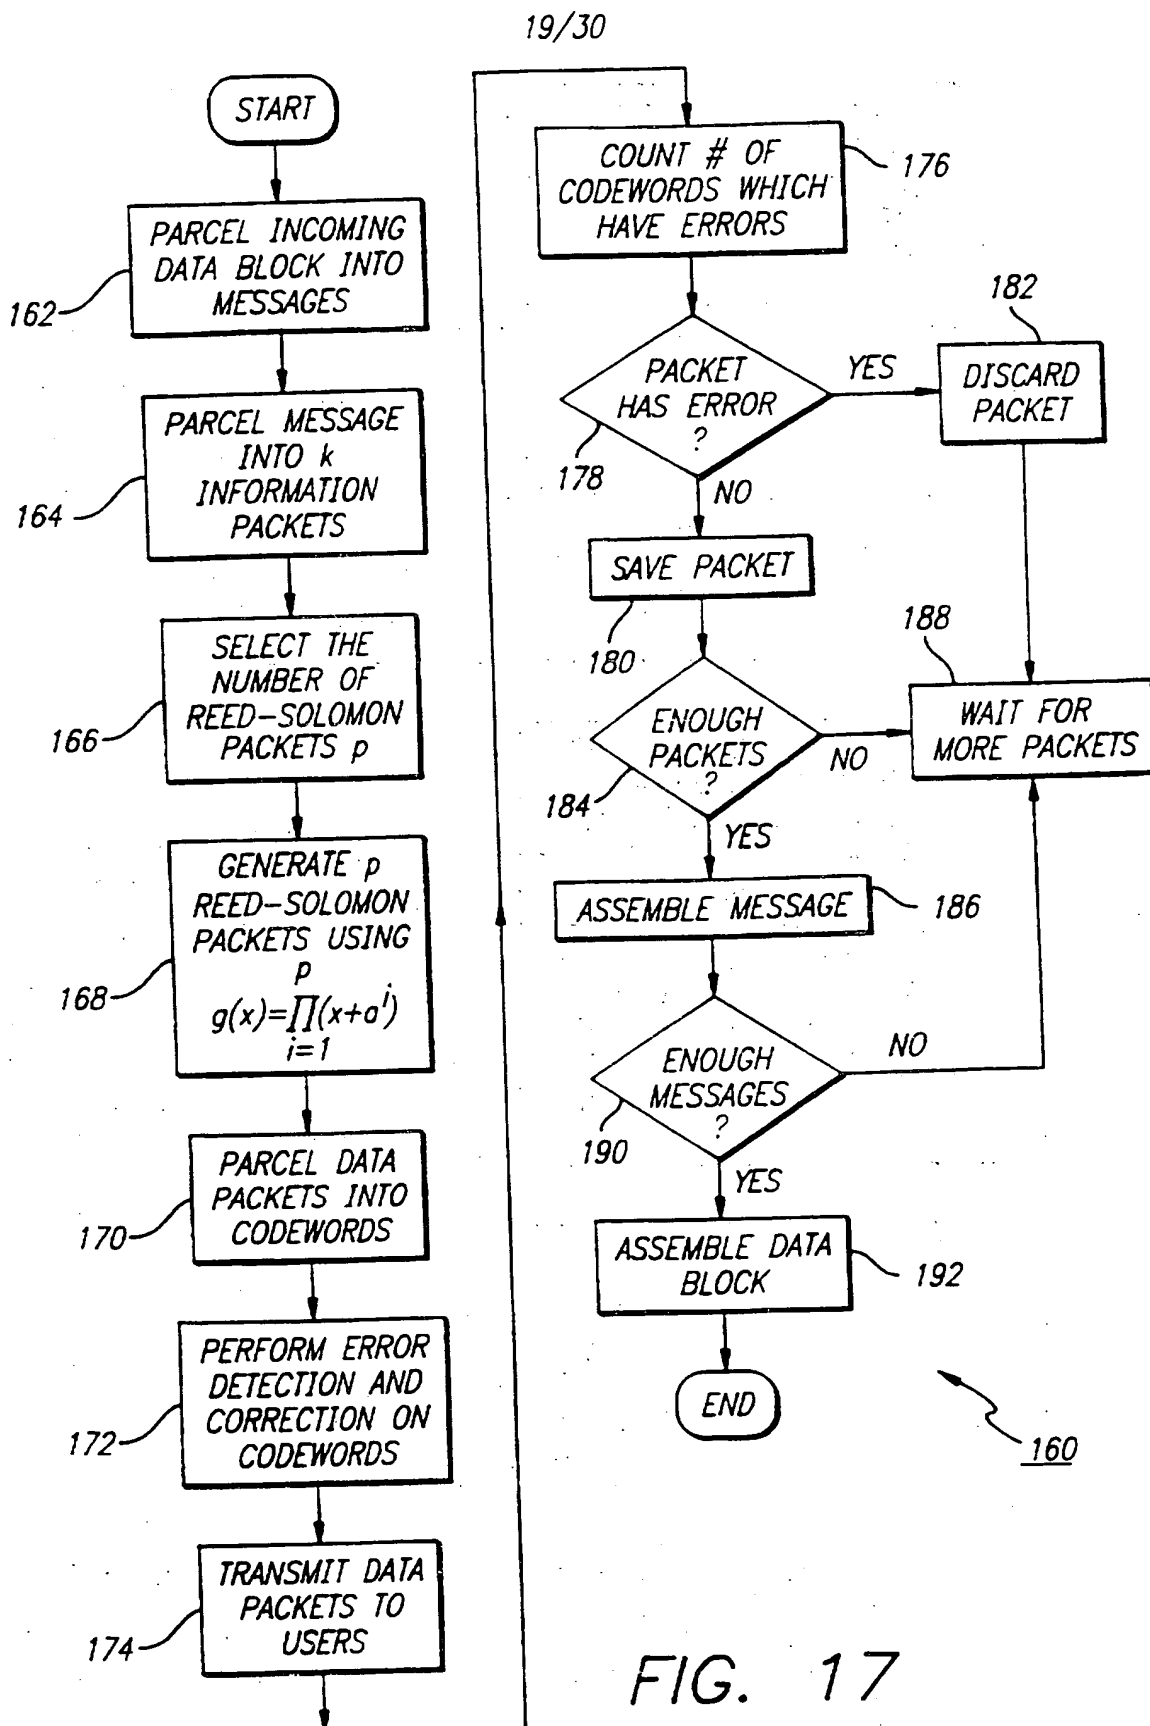 19/30
START
PARCEL INCOMING
DATA BLOCK INTO
MESSAGES
162
PARCEL MESSAGE
INTO k
INFORMATION
PACKETS
164
SELECT THE
NUMBER OF
REED-SOLOMON
PACKETS p
166
GENERATE p
REED-SOLOMON
PACKETS USING
p
g(x)=∏(x+a^i)
i=1
168
PARCEL DATA
PACKETS INTO
CODEWORDS
170
PERFORM ERROR
DETECTION AND
CORRECTION ON
CODEWORDS
172
TRANSMIT DATA
PACKETS TO
USERS
174
COUNT # OF
CODEWORDS WHICH
HAVE ERRORS
176
PACKET
HAS ERROR
?
178
YES
182
DISCARD
PACKET
NO
SAVE PACKET
180
ENOUGH
PACKETS
?
184
NO
188
WAIT FOR
MORE PACKETS
YES
ASSEMBLE MESSAGE
186
ENOUGH
MESSAGES
?
190
NO
YES
ASSEMBLE DATA
BLOCK
192
END
160
FIG. 17